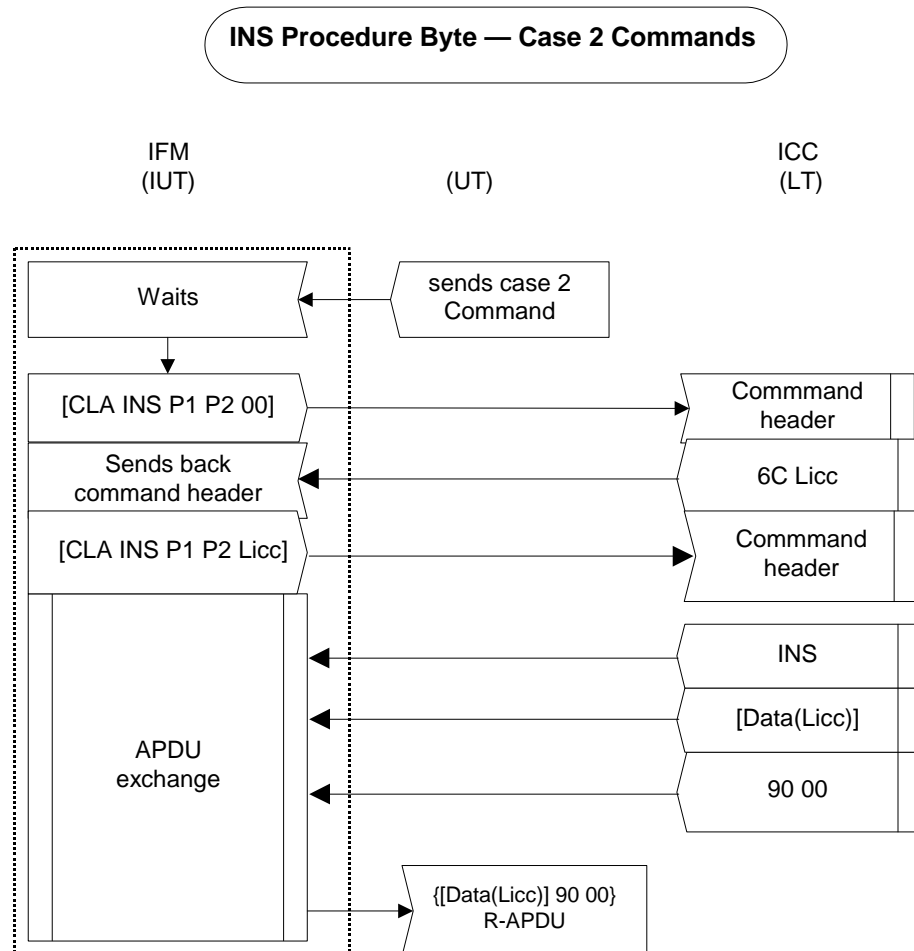 INS Procedure Byte — Case 2 Commands
IFM
(IUT)
(UT)
ICC
(LT)
Waits
sends case 2
Command
[CLA INS P1 P2 00]
Commmand
header
Sends back
command header
6C Licc
[CLA INS P1 P2 Licc]
Commmand
header
INS
[Data(Licc)]
APDU
exchange
90 00
{[Data(Licc)] 90 00}
R-APDU